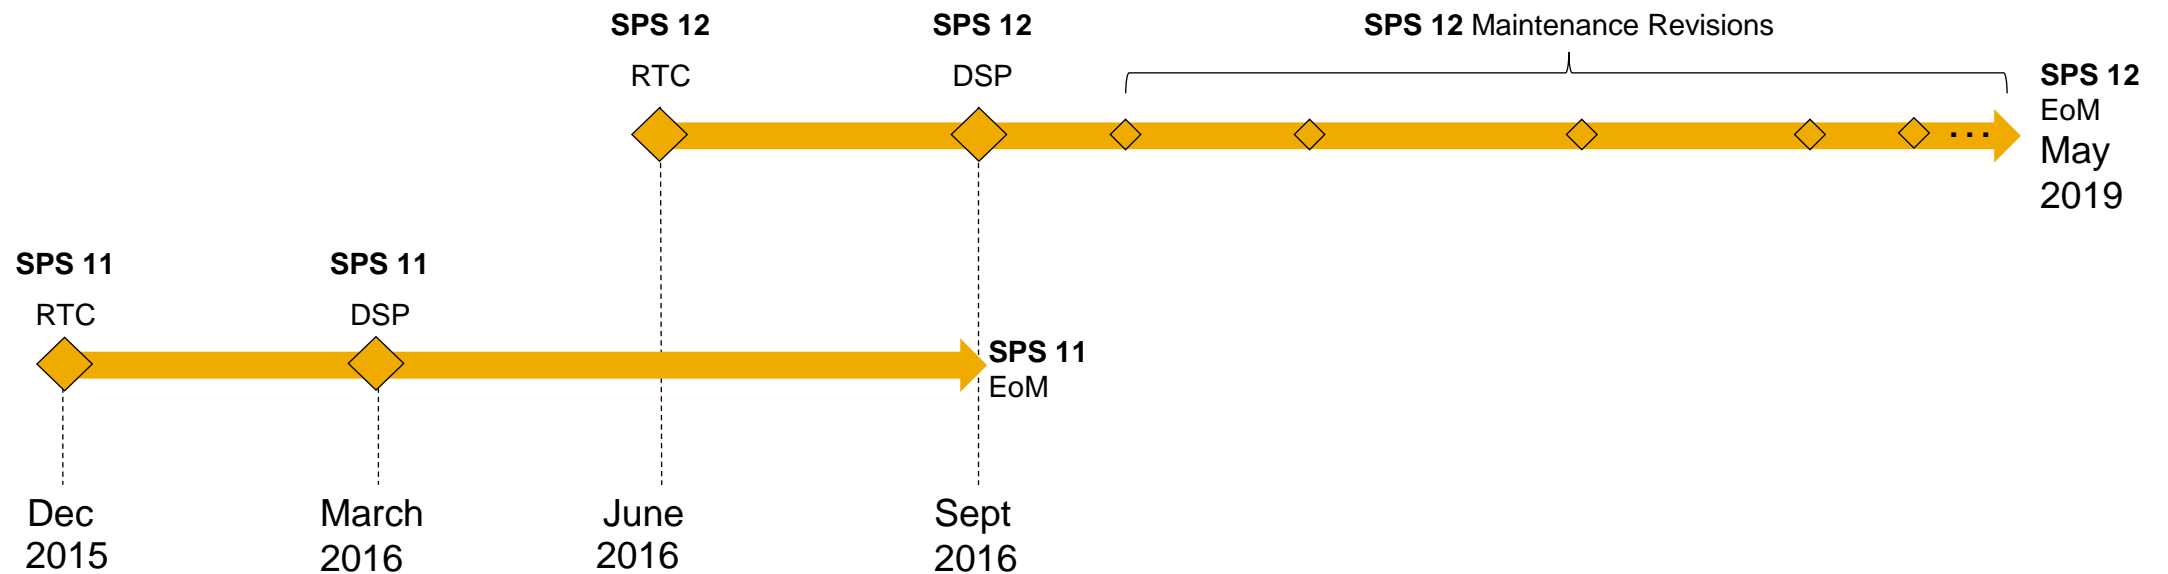 SPS 12
RTC
SPS 12
DSP
SPS 12 Maintenance Revisions
SPS 12
EoM
May
2019
...
SPS 11
RTC
SPS 11
DSP
SPS 11
EoM
Dec
2015
March
2016
June
2016
Sept
2016